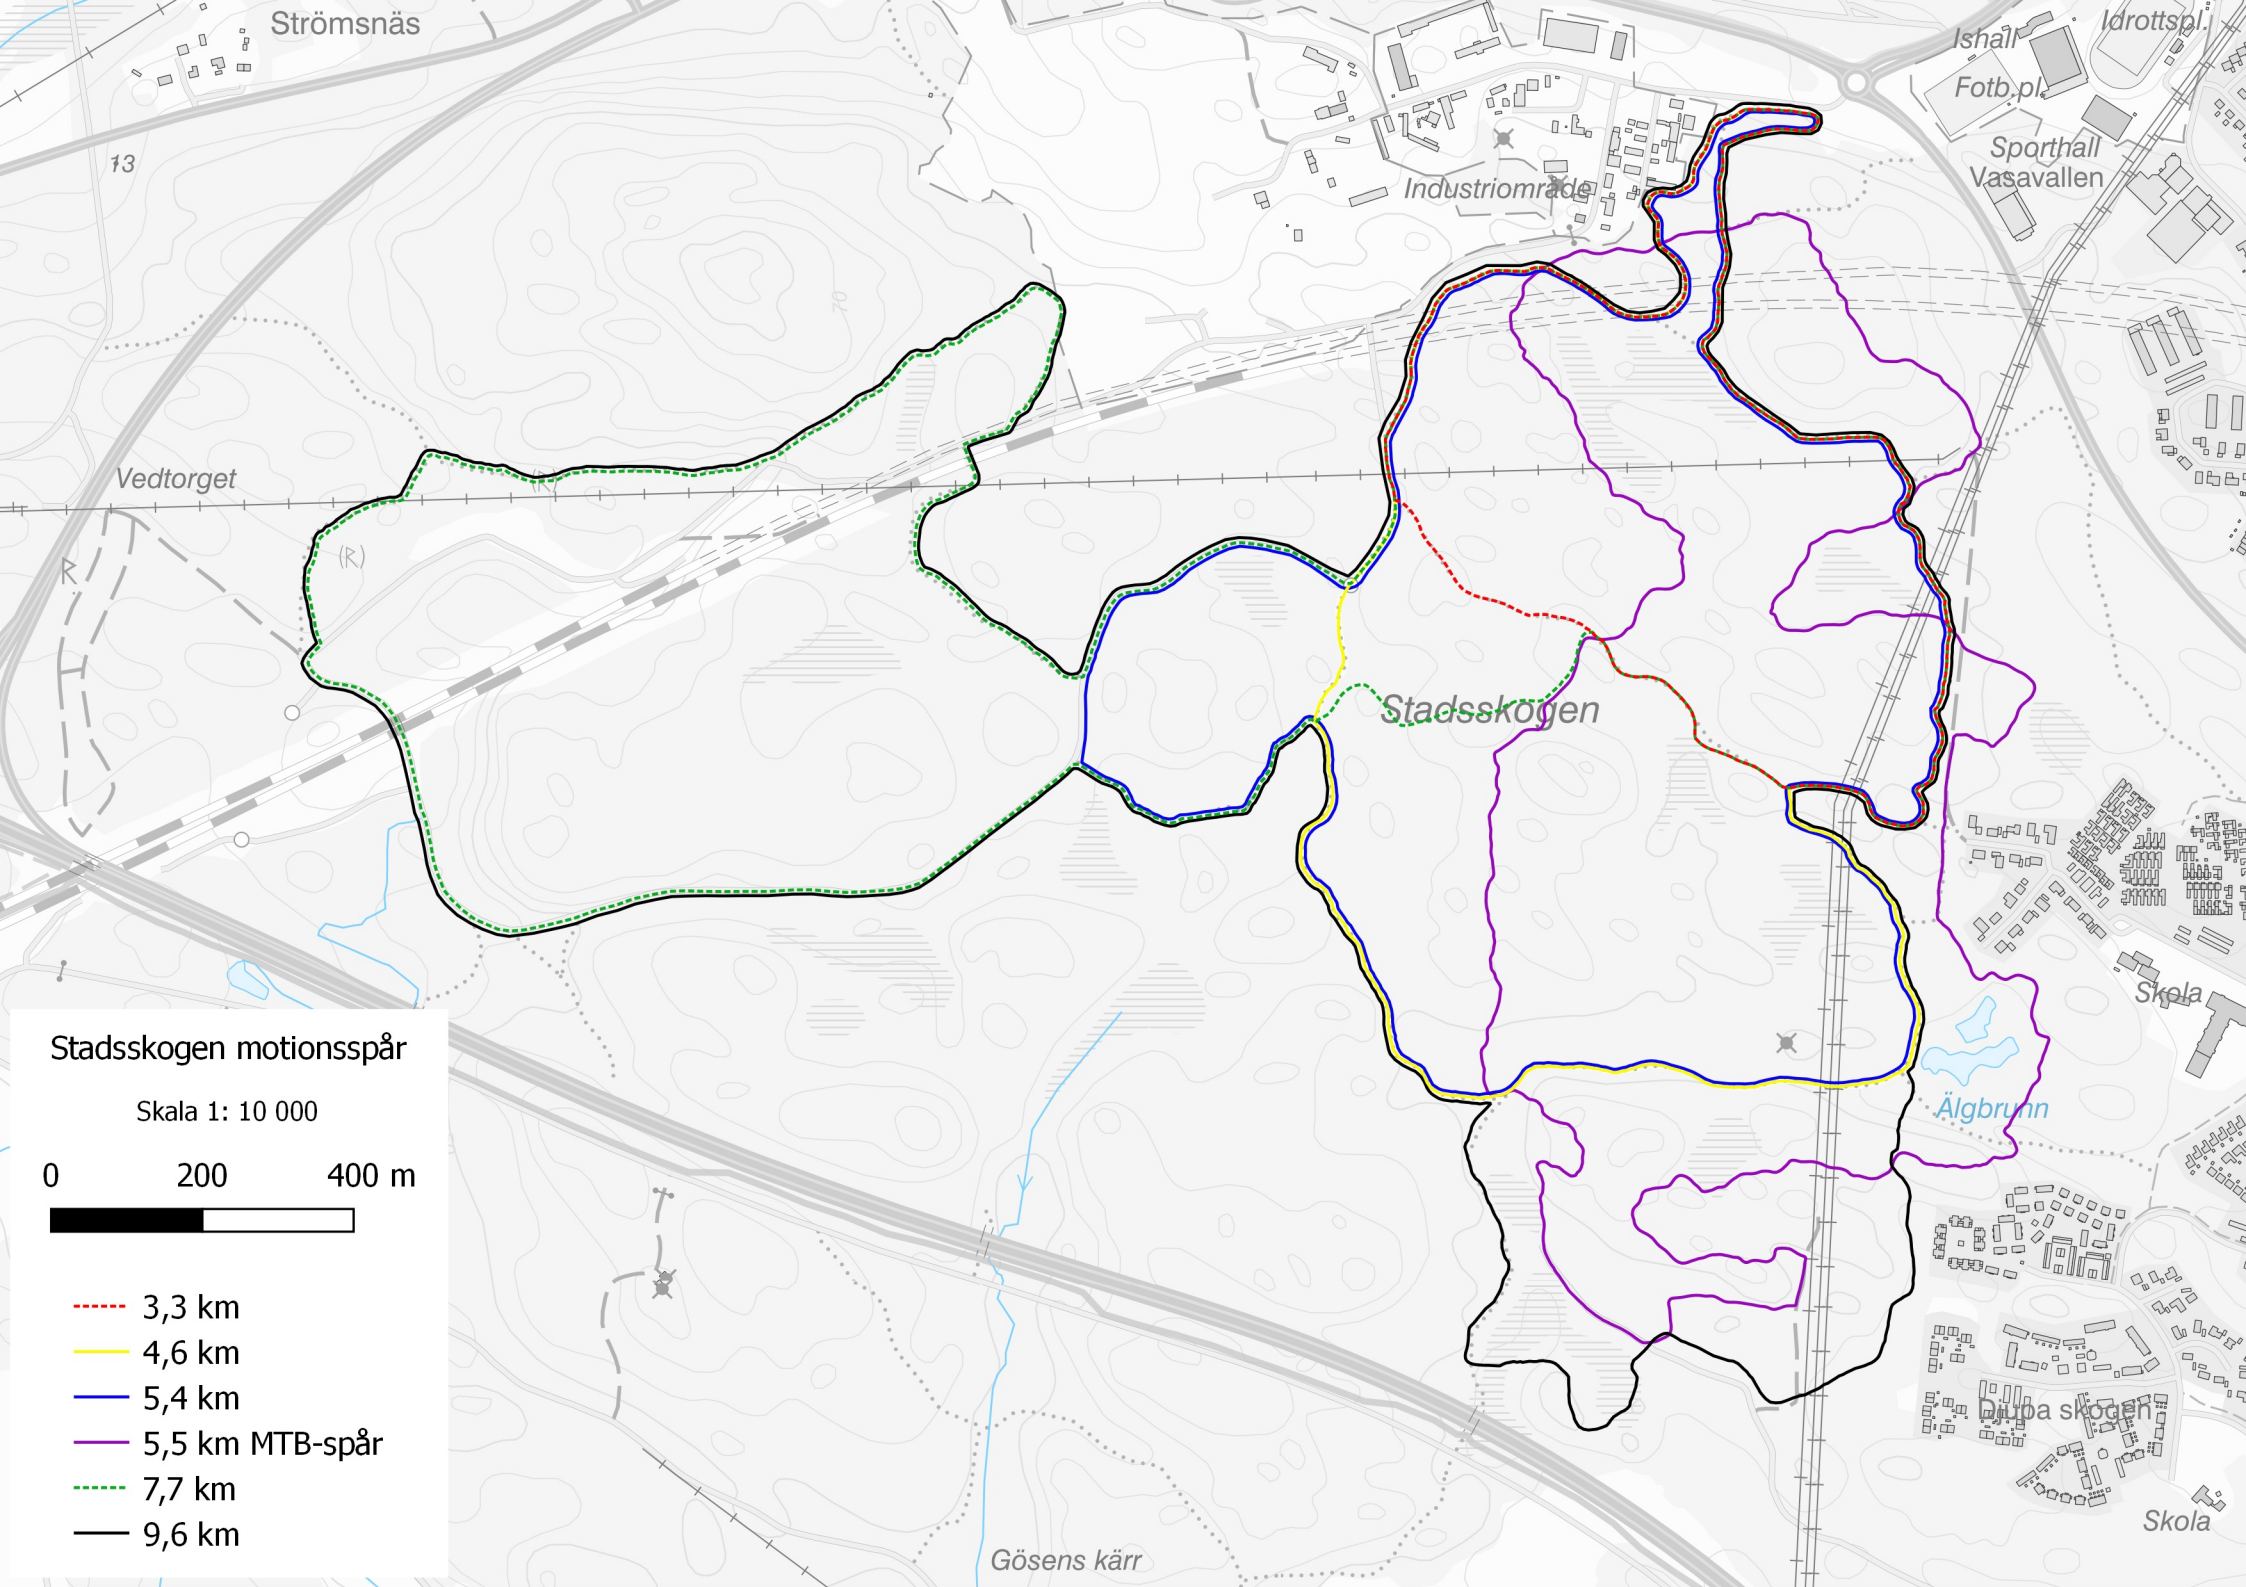 Strömsnäs
Ishall
Idrottspl.
Fotb.pl.
Sporthall
Vasavallen
13
Industriområde
70
Vedtorget
(R)
(R)
R
Stadsskogen
Skola
Älgbrunn
Djupa skogen
Skola
Gösens kärr
Stadsskogen motionsspår
Skala 1: 10 000
0 200 400 m
3,3 km
4,6 km
5,4 km
5,5 km MTB-spår
7,7 km
9,6 km